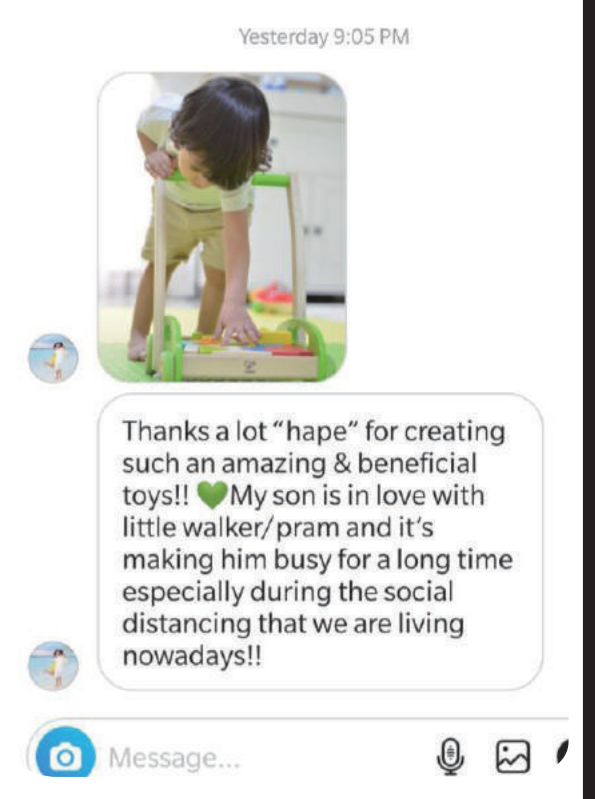 Yesterday 9:05 PM
Thanks a lot “hape” for creating
such an amazing & beneficial
toys!! 💚My son is in love with
little walker/pram and it's
making him busy for a long time
especially during the social
distancing that we are living
nowadays!!
Message...